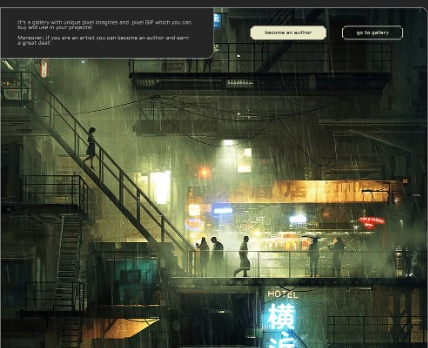 It's a gallery with unique pixel imagines and pixel GIF which you can
buy and use in your projects!
Moreover, if you are an artist you can become an author and earn
a great deal!
become an author
go to gallery
HOTEL
横
浜